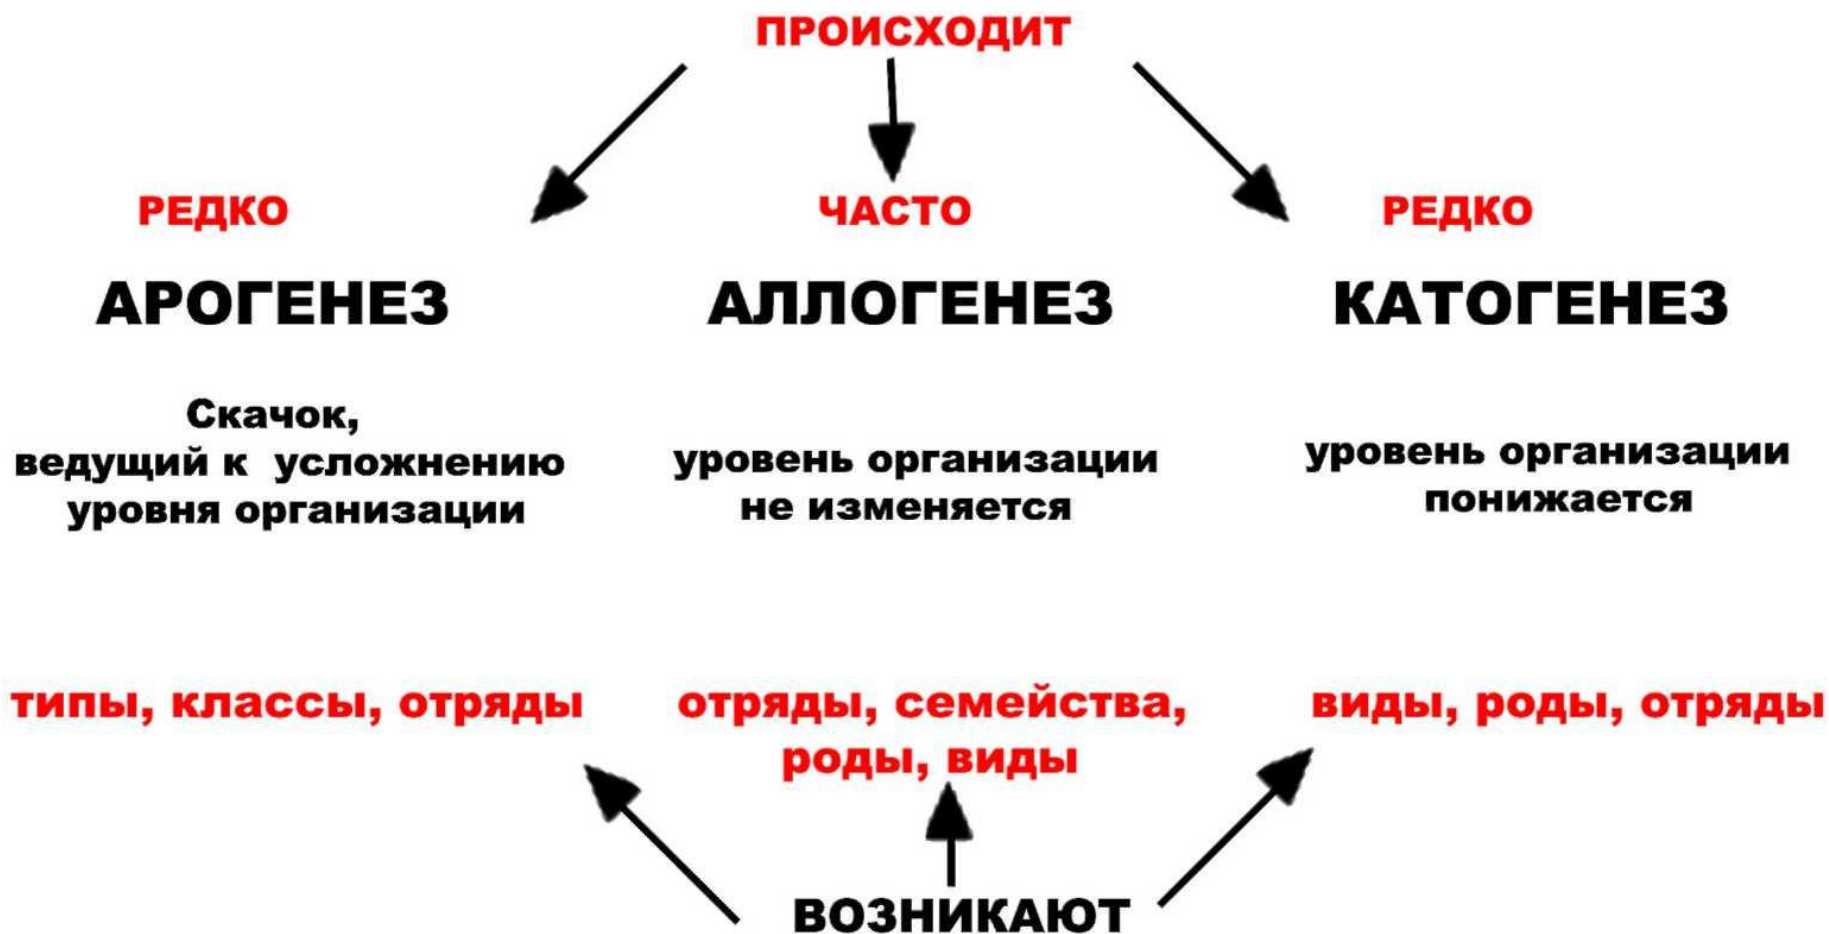 ПРОИСХОДИТ
РЕДКО
ЧАСТО
РЕДКО
АРОГЕНЕЗ
АЛЛОГЕНЕЗ
КАТОГЕНЕЗ
Скачок,
ведущий к усложнению
уровня организации
уровень организации
не изменяется
уровень организации
понижается
типы, классы, отряды
отряды, семейства,
роды, виды
виды, роды, отряды
ВОЗНИКАЮТ